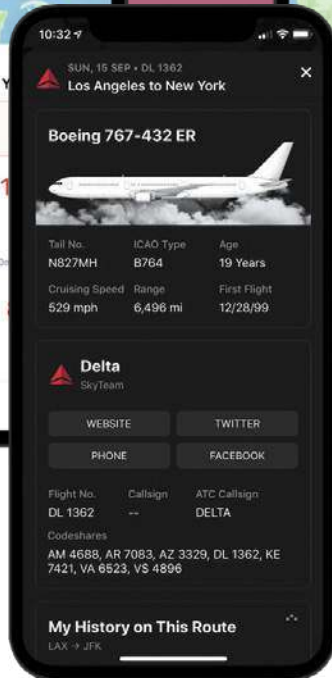 10:32
SUN, 15 SEP • DL 1362
Los Angeles to New York
Boeing 767-432 ER
Tail No. ICAO Type Age
N827MH B764 19 Years
Cruising Speed Range First Flight
529 mph 6,496 mi 12/28/99
Delta
SkyTeam
WEBSITE TWITTER
PHONE FACEBOOK
Flight No. Callsign ATC Callsign
DL 1362 -- DELTA
Codeshares
AM 4688, AR 7083, AZ 3329, DL 1362, KE
7421, VA 6523, VS 4896
My History on This Route
LAX → JFK